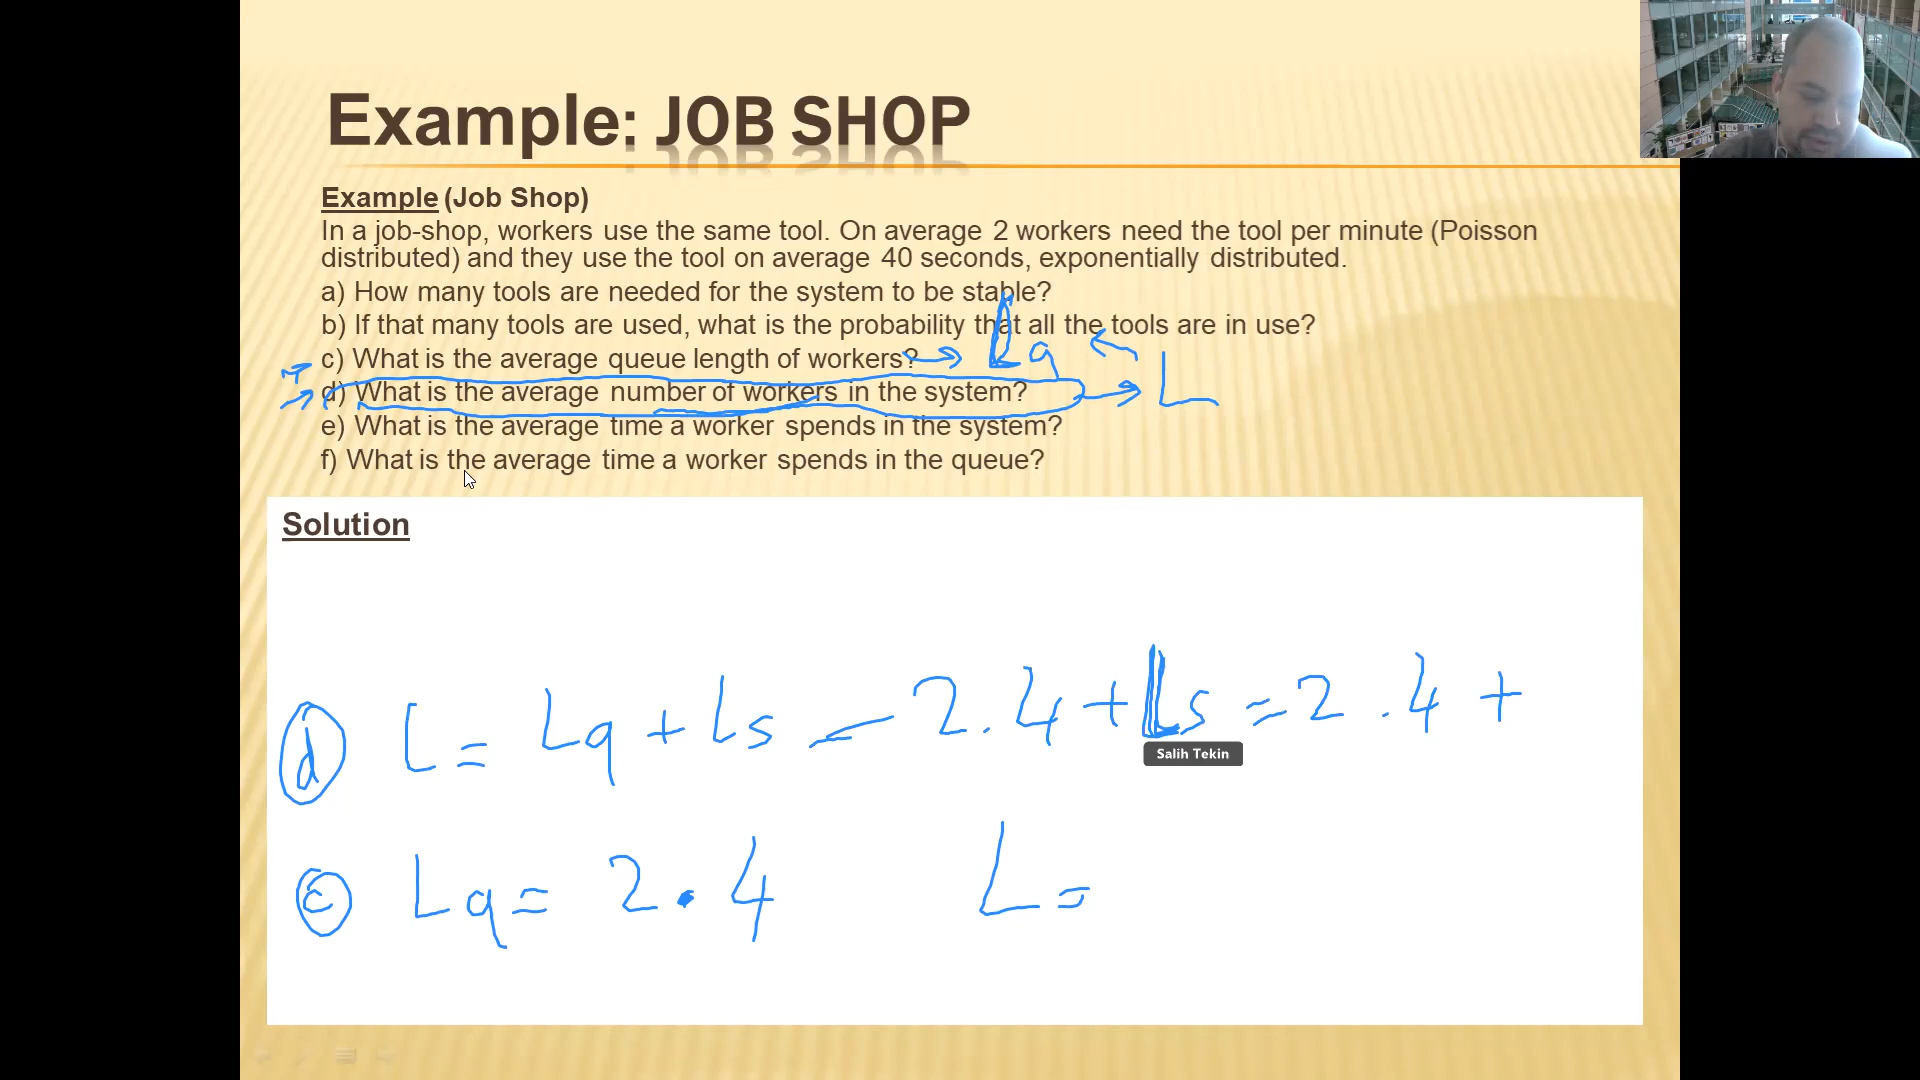 Example: JOB SHOP
Example (Job Shop)
In a job-shop, workers use the same tool. On average 2 workers need the tool per minute (Poisson
distributed) and they use the tool on average 40 seconds, exponentially distributed.
a) How many tools are needed for the system to be stable?
b) If that many tools are used, what is the probability that all the tools are in use?
c) What is the average queue length of workers? → Lq
d) What is the average number of workers in the system? → L
e) What is the average time a worker spends in the system?
f) What is the average time a worker spends in the queue?
Solution
d L = Lq + Ls = 2.4 + Ls = 2.4 +
Salih Tekin
c Lq = 2.4 L =